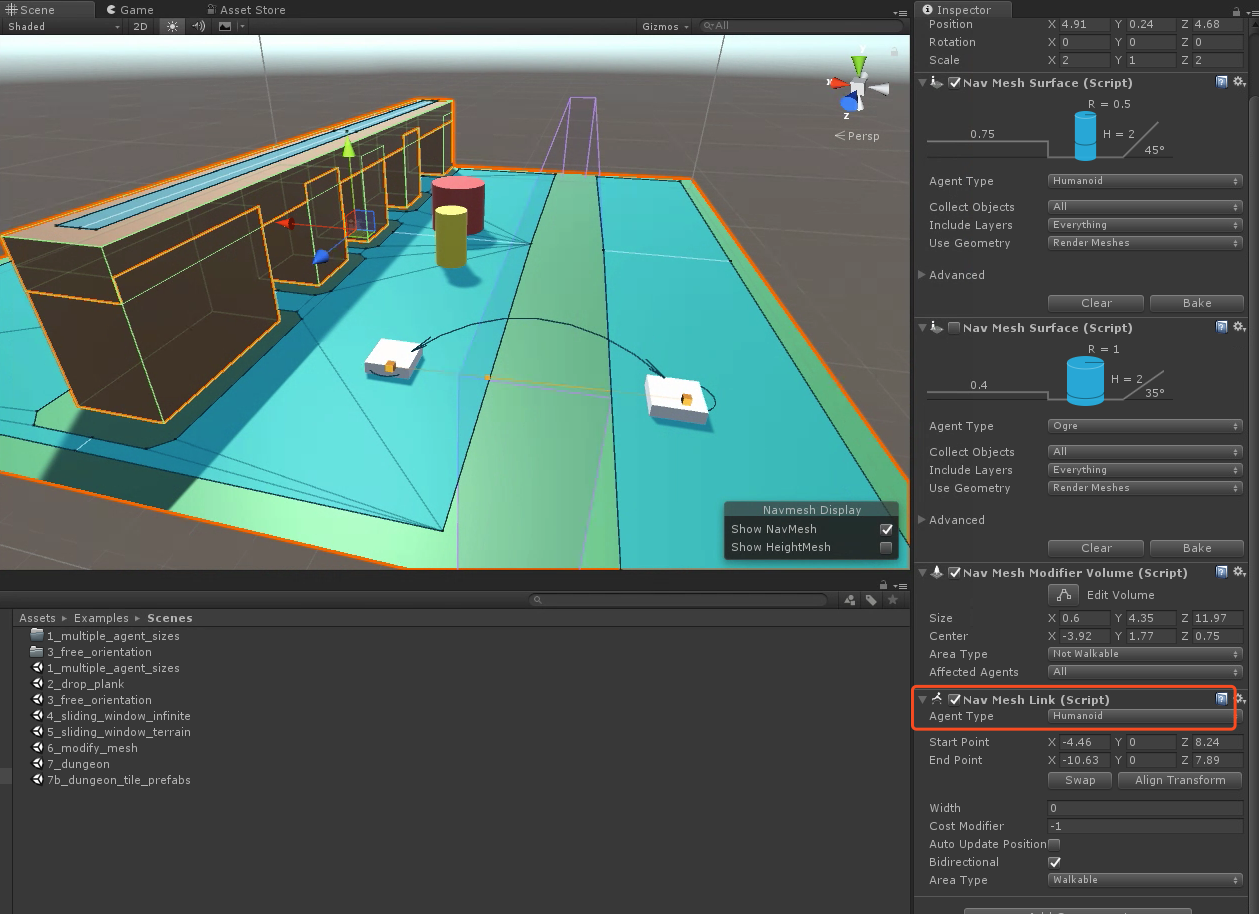 Scene Game Asset Store
Shaded 2D Gizmos All
y
x
z
Persp
Navmesh Display
Show NavMesh
Show HeightMesh
Assets Examples Scenes
1_multiple_agent_sizes
3_free_orientation
1_multiple_agent_sizes
2_drop_plank
3_free_orientation
4_sliding_window_infinite
5_sliding_window_terrain
6_modify_mesh
7_dungeon
7b_dungeon_tile_prefabs
Inspector
Position X 4.91 Y 0.24 Z 4.68
Rotation X 0 Y 0 Z 0
Scale X 2 Y 1 Z 2
Nav Mesh Surface (Script)
R = 0.5
0.75 H = 2 45°
Agent Type Humanoid
Collect Objects All
Include Layers Everything
Use Geometry Render Meshes
Advanced
Clear Bake
Nav Mesh Surface (Script)
R = 1
0.4 H = 2 35°
Agent Type Ogre
Collect Objects All
Include Layers Everything
Use Geometry Render Meshes
Advanced
Clear Bake
Nav Mesh Modifier Volume (Script)
Edit Volume
Size X 0.6 Y 4.35 Z 11.97
Center X -3.92 Y 1.77 Z 0.75
Area Type Not Walkable
Affected Agents All
Nav Mesh Link (Script)
Agent Type Humanoid
Start Point X -4.46 Y 0 Z 8.24
End Point X -10.63 Y 0 Z 7.89
Swap Align Transform
Width 0
Cost Modifier -1
Auto Update Position
Bidirectional
Area Type Walkable